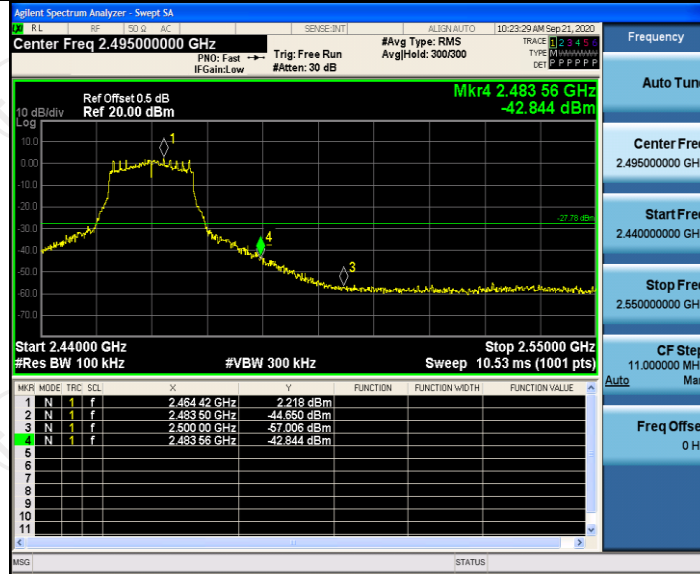 Agilent Spectrum Analyzer - Swept SA
RL RF 50 Ω AC SENSE:INT ALIGN AUTO 10:23:29 AM Sep 21, 2020
Center Freq 2.495000000 GHz #Avg Type: RMS TRACE 1 2 3 4 5 6
PNO: Fast Trig: Free Run Avg|Hold: 300/300 TYPE M
IFGain:Low #Atten: 30 dB DET P P P P P P
Mkr4 2.483 56 GHz
-42.844 dBm
Ref Offset 0.5 dB
10 dB/div Ref 20.00 dBm
Log
10.0
0.00
-10.0
-20.0
-30.0
-40.0
-50.0
-60.0
-70.0
1
4
3
-27.78 dBm
Start 2.44000 GHz Stop 2.55000 GHz
#Res BW 100 kHz #VBW 300 kHz Sweep 10.53 ms (1001 pts)
MKR MODE TRC SCL X Y FUNCTION FUNCTION WIDTH FUNCTION VALUE
1 N 1 f 2.464 42 GHz 2.218 dBm
2 N 1 f 2.483 50 GHz -44.650 dBm
3 N 1 f 2.500 00 GHz -57.006 dBm
4 N 1 f 2.483 56 GHz -42.844 dBm
5
6
7
8
9
10
11
MSG STATUS
Frequency
Auto Tun
Center Fre
2.495000000 GH
Start Fre
2.440000000 GH
Stop Fre
2.550000000 GH
CF Ste
11.000000 MH
Auto Ma
Freq Offse
0 H